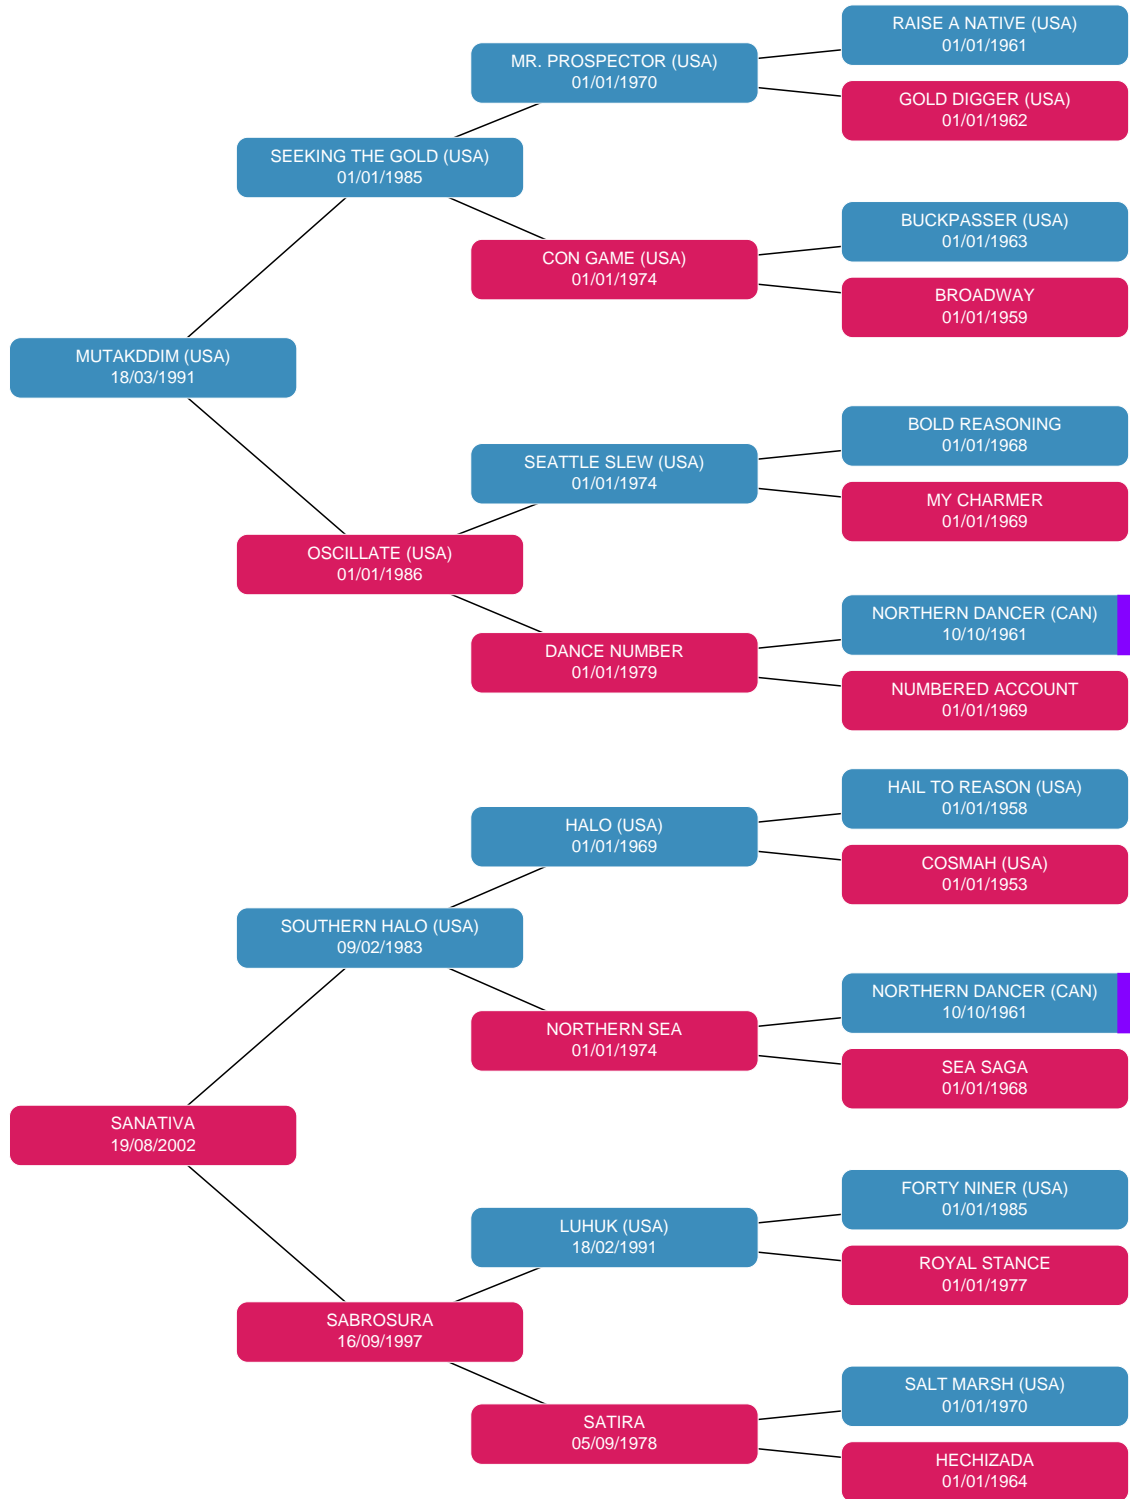 RAISE A NATIVE (USA)
01/01/1961
MR. PROSPECTOR (USA)
01/01/1970
GOLD DIGGER (USA)
01/01/1962
SEEKING THE GOLD (USA)
01/01/1985
BUCKPASSER (USA)
01/01/1963
CON GAME (USA)
01/01/1974
BROADWAY
01/01/1959
MUTAKDDIM (USA)
18/03/1991
BOLD REASONING
01/01/1968
SEATTLE SLEW (USA)
01/01/1974
MY CHARMER
01/01/1969
OSCILLATE (USA)
01/01/1986
NORTHERN DANCER (CAN)
10/10/1961
DANCE NUMBER
01/01/1979
NUMBERED ACCOUNT
01/01/1969
HAIL TO REASON (USA)
01/01/1958
HALO (USA)
01/01/1969
COSMAH (USA)
01/01/1953
SOUTHERN HALO (USA)
09/02/1983
NORTHERN DANCER (CAN)
10/10/1961
NORTHERN SEA
01/01/1974
SEA SAGA
01/01/1968
SANATIVA
19/08/2002
FORTY NINER (USA)
01/01/1985
LUHUK (USA)
18/02/1991
ROYAL STANCE
01/01/1977
SABROSURA
16/09/1997
SALT MARSH (USA)
01/01/1970
SATIRA
05/09/1978
HECHIZADA
01/01/1964